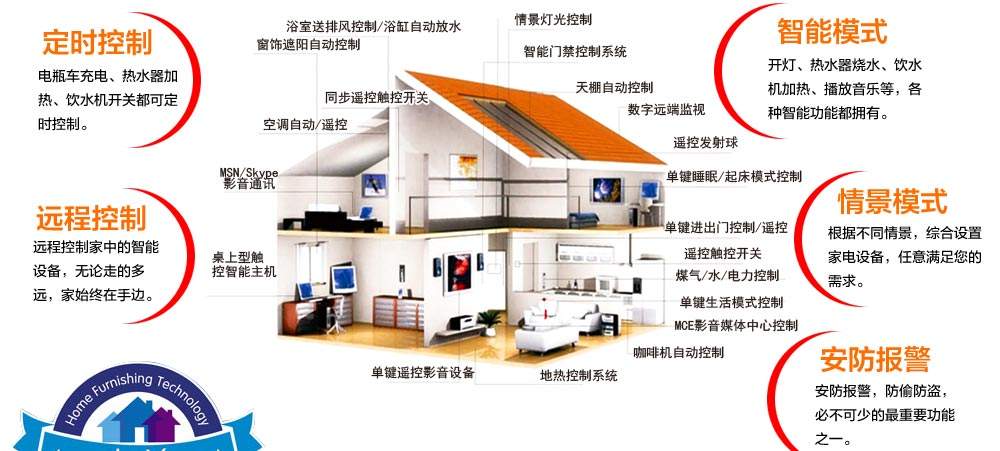 定时控制
电瓶车充电、热水器加
热、饮水机开关都可定
时控制。
远程控制
远程控制家中的智能
设备，无论走的多
远，家始终在手边。
浴室送排风控制/浴缸自动放水
窗饰遮阳自动控制
同步遥控触控开关
空调自动/遥控
MSN/Skype
影音通讯
桌上型触
控智能主机
单键遥控影音设备
情景灯光控制
智能门禁控制系统
天棚自动控制
数字远端监视
遥控发射球
单键睡眠/起床模式控制
单键进出门控制/遥控
遥控触控开关
煤气/水/电力控制
单键生活模式控制
MCE影音媒体中心控制
咖啡机自动控制
地热控制系统
智能模式
开灯、热水器烧水、饮水
机加热、播放音乐等，各
种智能功能都拥有。
情景模式
根据不同情景，综合设置
家电设备，任意满足您的
需求。
安防报警
安防报警，防偷防盗，
必不可少的最重要功能
之一。
Home Furnishing Technology